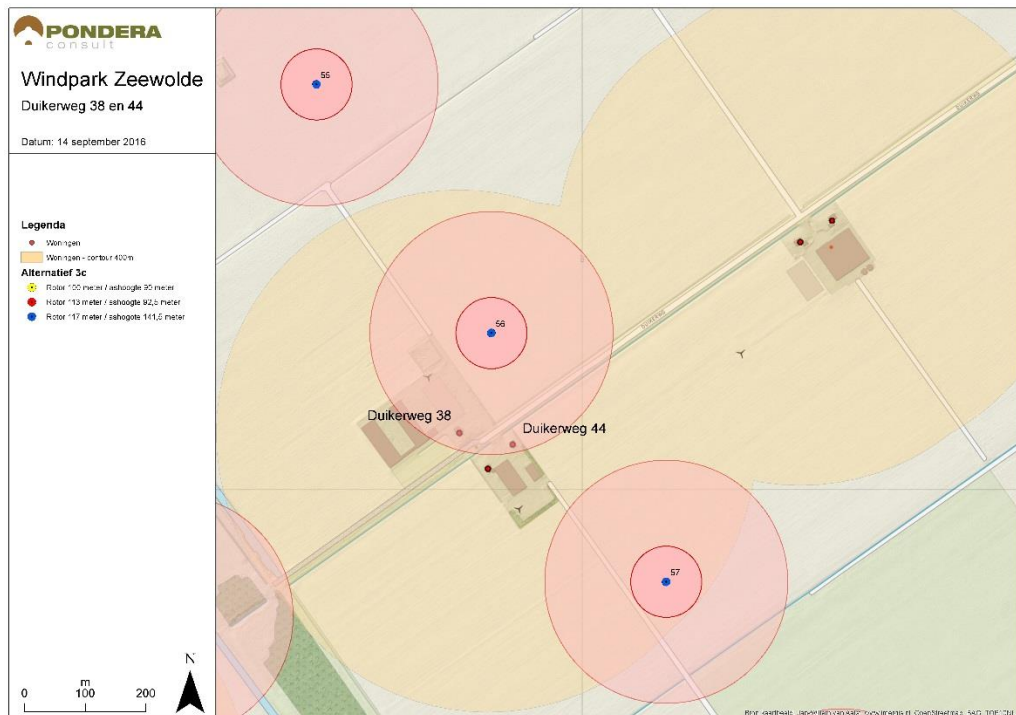 PONDERA
consult
Windpark Zeewolde
Duikerweg 38 en 44
Datum: 14 september 2016
Legenda
Woningen
Woningen - contour 400m
Alternatief 3c
Rotor 100 meter / ashoogte 90 meter
Rotor 113 meter / ashoogte 92,5 meter
Rotor 117 meter / ashogote 141,5 meter
55
56
Duikerweg 38
Duikerweg 44
57
N
m
0 100 200